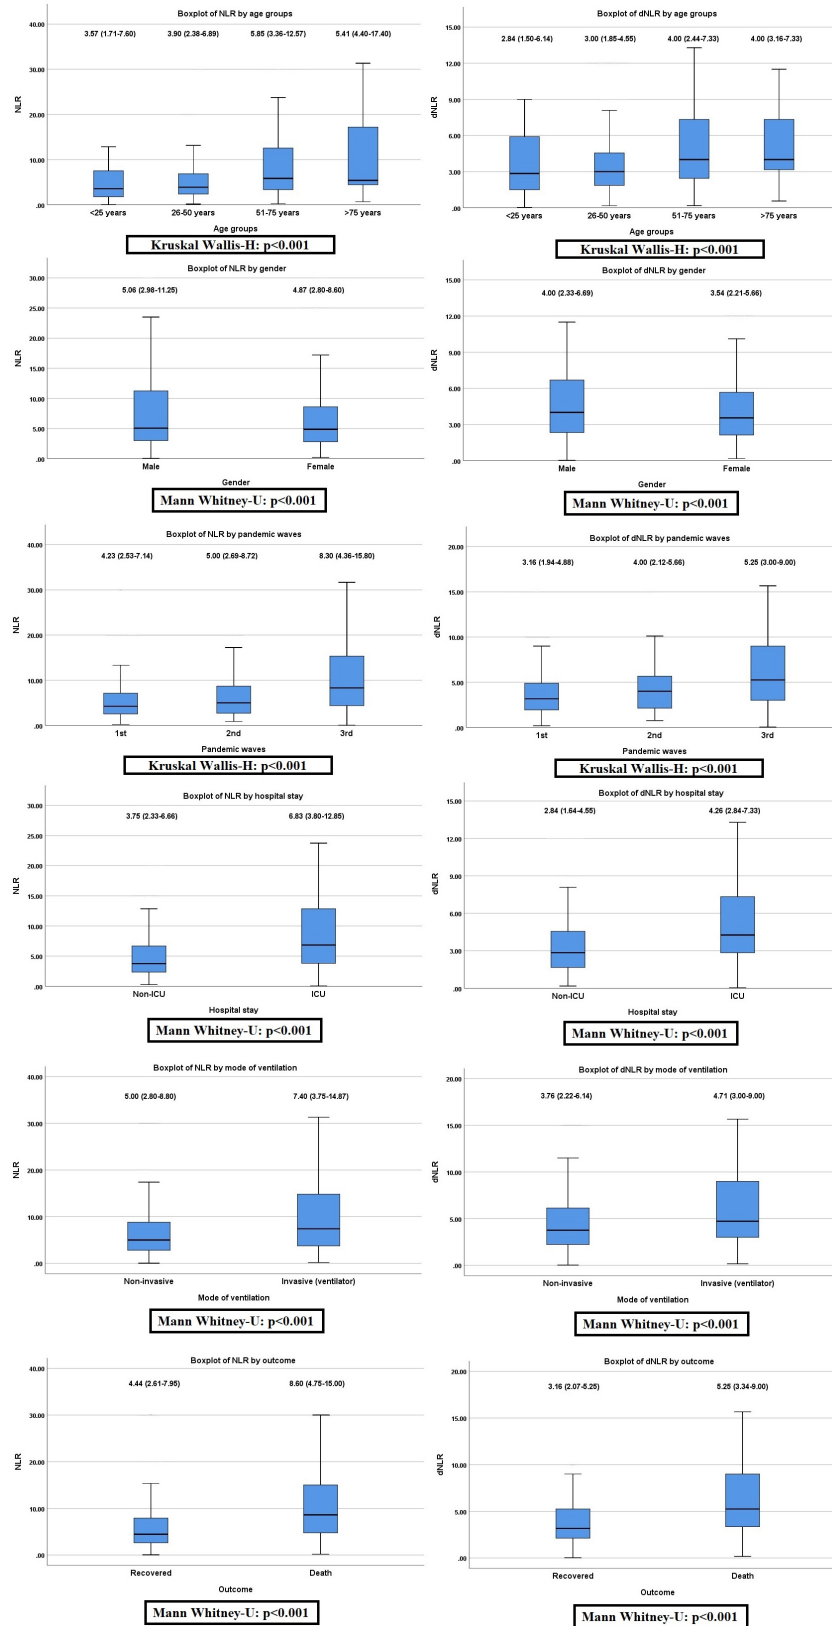 Boxplot of NLR by age groups
40.00
3.57 (1.71-7.60) 3.90 (2.38-6.89) 5.85 (3.36-12.57) 5.41 (4.40-17.40)
30.00
NLR
20.00
10.00
.00
<25 years 26-50 years 51-75 years >75 years
Age groups
Kruskal Wallis-H: p<0.001
Boxplot of dNLR by age groups
15.00
2.84 (1.50-6.14) 3.00 (1.85-4.55) 4.00 (2.44-7.33) 4.00 (3.16-7.33)
12.00
dNLR
9.00
6.00
3.00
.00
<25 years 26-50 years 51-75 years >75 years
Age groups
Kruskal Wallis-H: p<0.001
Boxplot of NLR by gender
30.00
5.06 (2.98-11.25) 4.87 (2.80-8.60)
25.00
NLR
20.00
15.00
10.00
5.00
.00
Male Female
Gender
Mann Whitney-U: p<0.001
Boxplot of dNLR by gender
15.00
4.00 (2.33-6.69) 3.54 (2.21-5.66)
12.00
dNLR
9.00
6.00
3.00
.00
Male Female
Gender
Mann Whitney-U: p<0.001
Boxplot of NLR by pandemic waves
40.00
4.23 (2.53-7.14) 5.00 (2.69-8.72) 8.30 (4.36-15.80)
30.00
NLR
20.00
10.00
.00
1st 2nd 3rd
Pandemic waves
Kruskal Wallis-H: p<0.001
Boxplot of dNLR by pandemic waves
20.00
3.16 (1.94-4.88) 4.00 (2.12-5.66) 5.25 (3.00-9.00)
15.00
dNLR
10.00
5.00
.00
1st 2nd 3rd
Pandemic waves
Kruskal Wallis-H: p<0.001
Boxplot of NLR by hospital stay
30.00
3.75 (2.33-6.66) 6.83 (3.80-12.85)
25.00
NLR
20.00
15.00
10.00
5.00
.00
Non-ICU ICU
Hospital stay
Mann Whitney-U: p<0.001
Boxplot of dNLR by hospital stay
15.00
2.84 (1.64-4.55) 4.26 (2.84-7.33)
12.00
dNLR
9.00
6.00
3.00
.00
Non-ICU ICU
Hospital stay
Mann Whitney-U: p<0.001
Boxplot of NLR by mode of ventilation
40.00
5.00 (2.80-8.80) 7.40 (3.75-14.87)
30.00
NLR
20.00
10.00
.00
Non-invasive Invasive (ventilator)
Mode of ventilation
Mann Whitney-U: p<0.001
Boxplot of dNLR by mode of ventilation
20.00
3.76 (2.22-6.14) 4.71 (3.00-9.00)
15.00
dNLR
10.00
5.00
.00
Non-invasive Invasive (ventilator)
Mode of ventilation
Mann Whitney-U: p<0.001
Boxplot of NLR by outcome
40.00
4.44 (2.61-7.95) 8.60 (4.75-15.00)
30.00
NLR
20.00
10.00
.00
Recovered Death
Outcome
Mann Whitney-U: p<0.001
Boxplot of dNLR by outcome
20.00
3.16 (2.07-5.25) 5.25 (3.34-9.00)
15.00
dNLR
10.00
5.00
.00
Recovered Death
Outcome
Mann Whitney-U: p<0.001